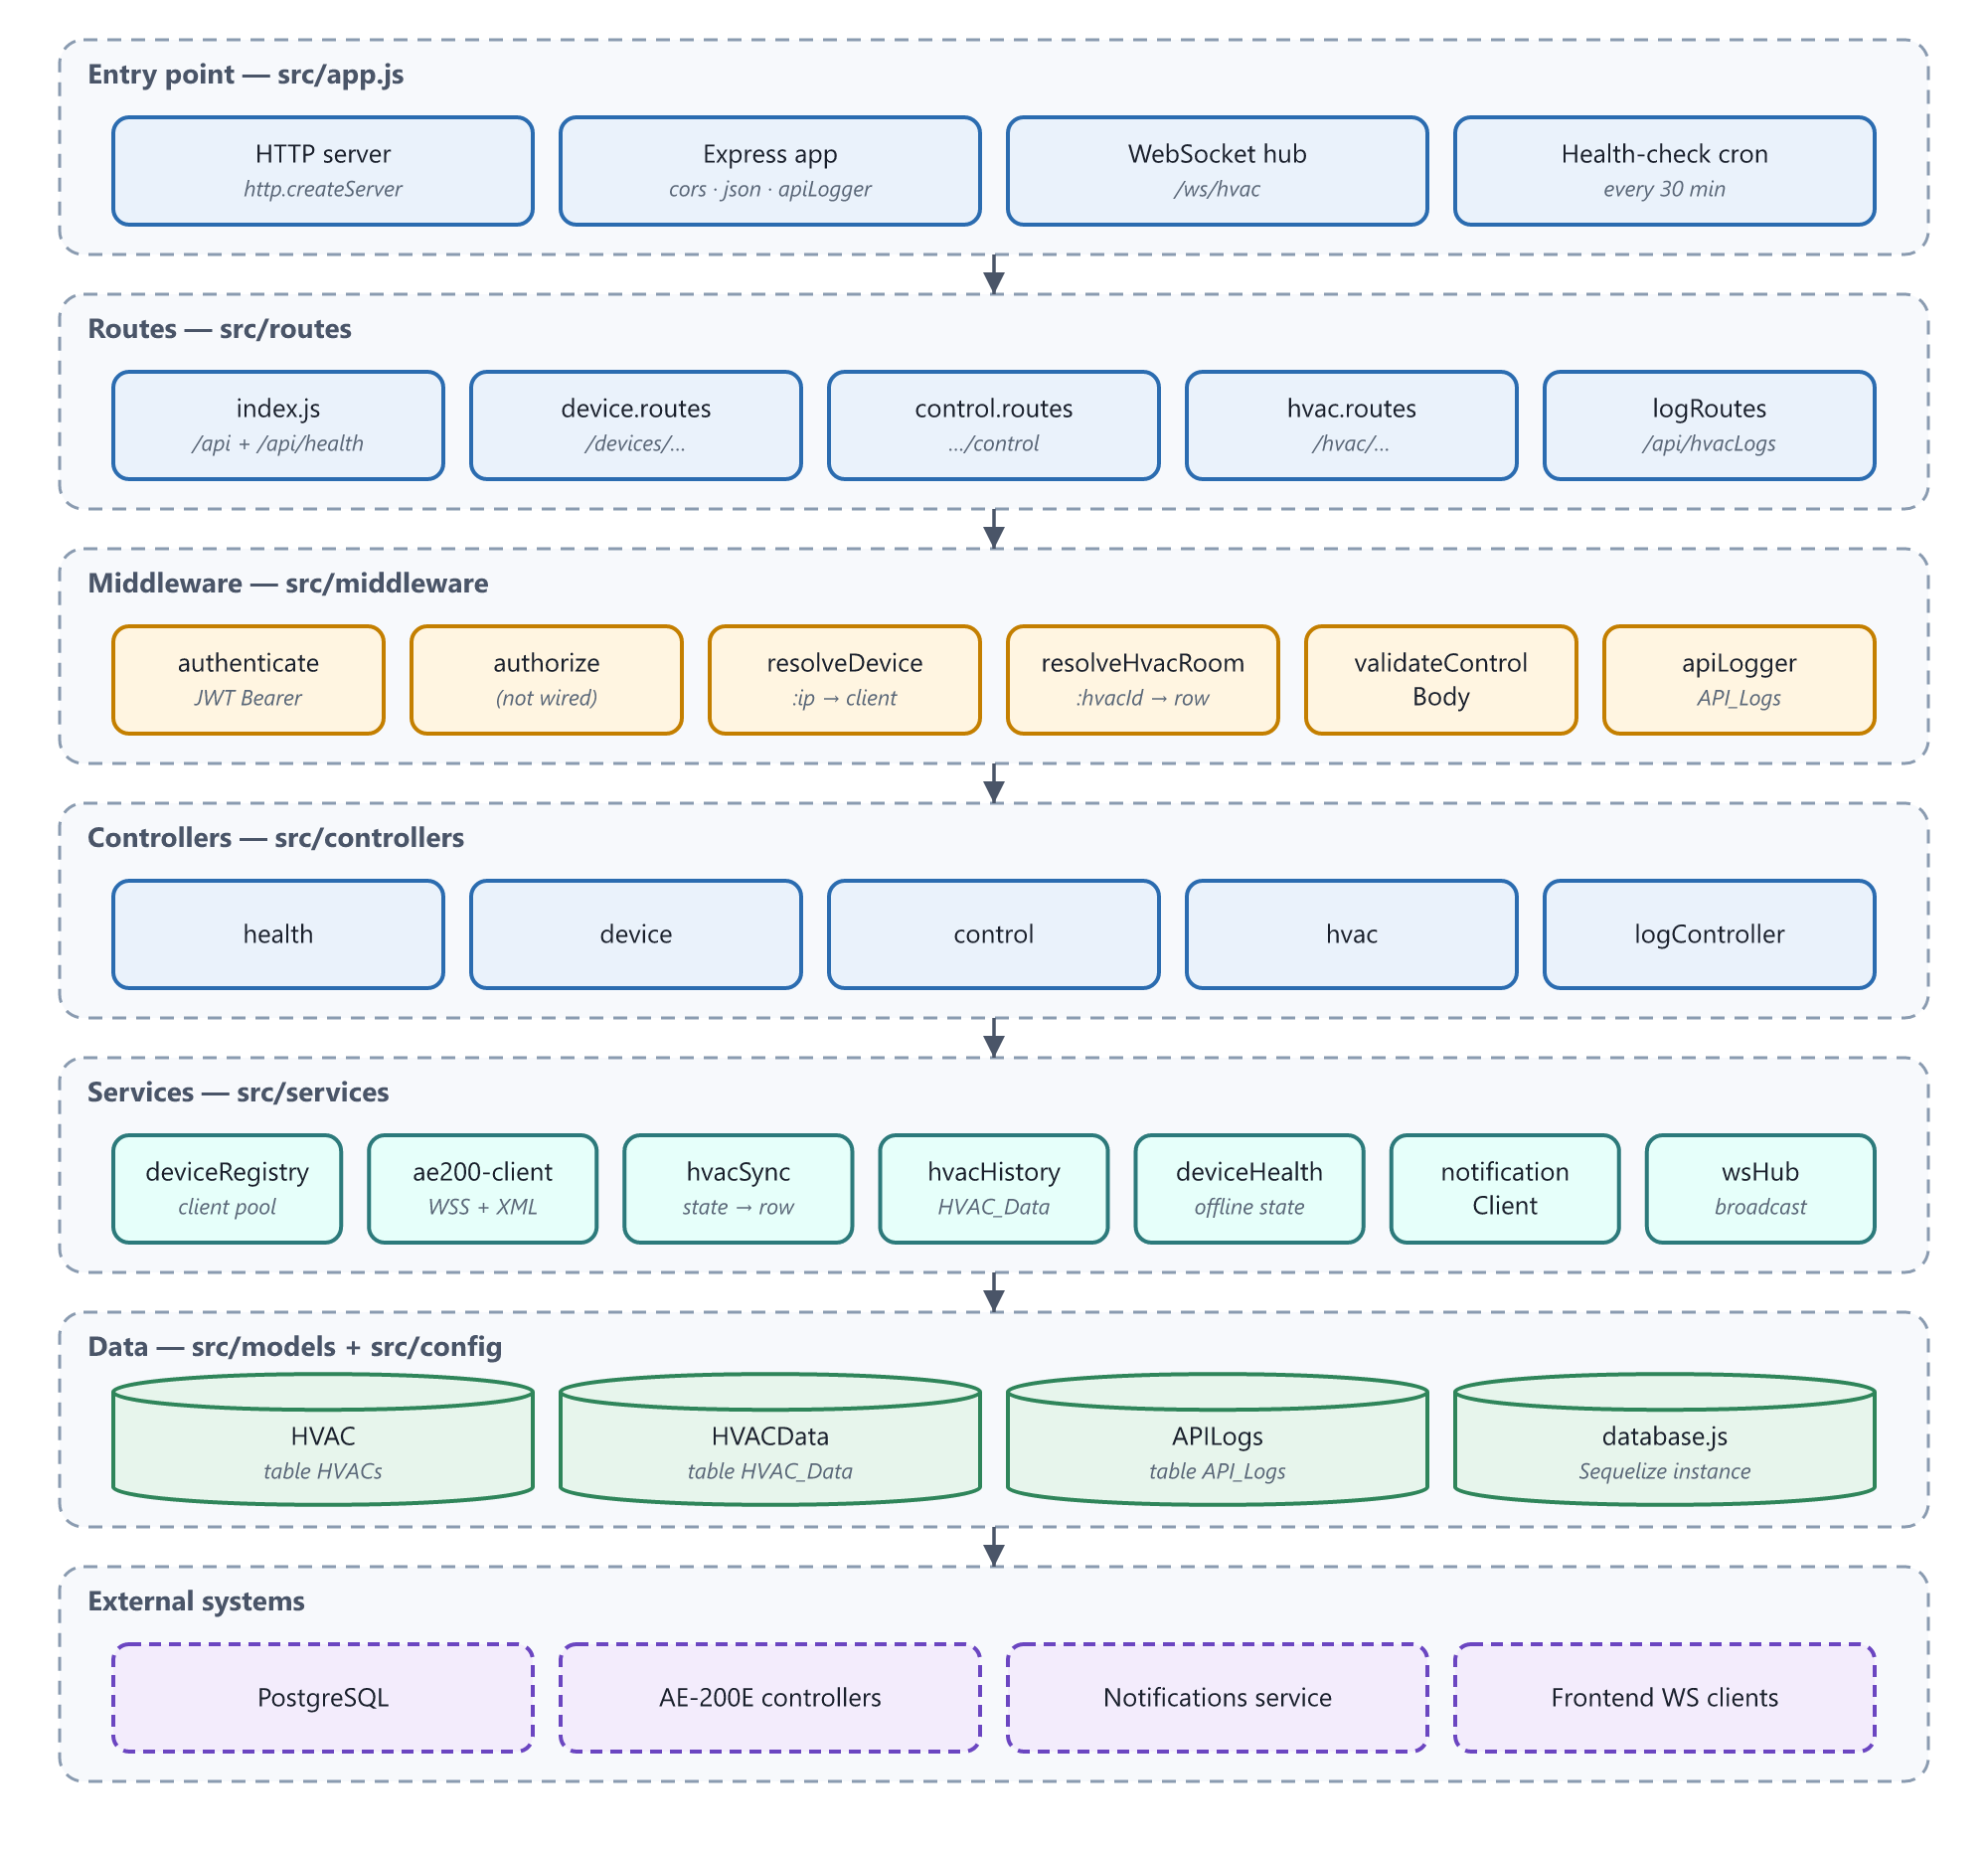 Entry point — src/app.js
HTTP server
http.createServer
Express app
cors · json · apiLogger
WebSocket hub
/ws/hvac
Health-check cron
every 30 min
Routes — src/routes
index.js
/api + /api/health
device.routes
/devices/...
control.routes
.../control
hvac.routes
/hvac/...
logRoutes
/api/hvacLogs
Middleware — src/middleware
authenticate
JWT Bearer
authorize
(not wired)
resolveDevice
:ip → client
resolveHvacRoom
:hvacId → row
validateControl
Body
apiLogger
API_Logs
Controllers — src/controllers
health
device
control
hvac
logController
Services — src/services
deviceRegistry
client pool
ae200-client
WSS + XML
hvacSync
state → row
hvacHistory
HVAC_Data
deviceHealth
offline state
notification
Client
wsHub
broadcast
Data — src/models + src/config
HVAC
table HVACs
HVACData
table HVAC_Data
APILogs
table API_Logs
database.js
Sequelize instance
External systems
PostgreSQL
AE-200E controllers
Notifications service
Frontend WS clients